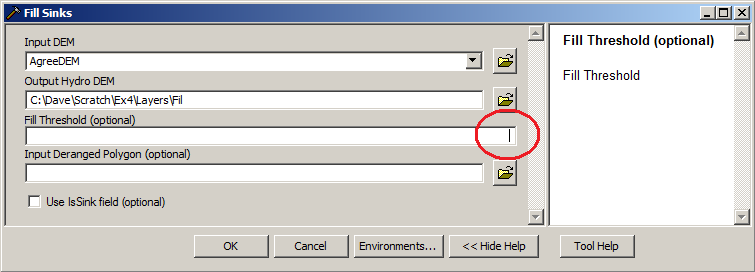 Fill Sinks
Input DEM
AgreeDEM
Output Hydro DEM
C:\Dave\Scratch\Ex4\Layers\Fil
Fill Threshold (optional)
Input Deranged Polygon (optional)
Use IsSink field (optional)
Fill Threshold (optional)
Fill Threshold
OK
Cancel
Environments...
<< Hide Help
Tool Help